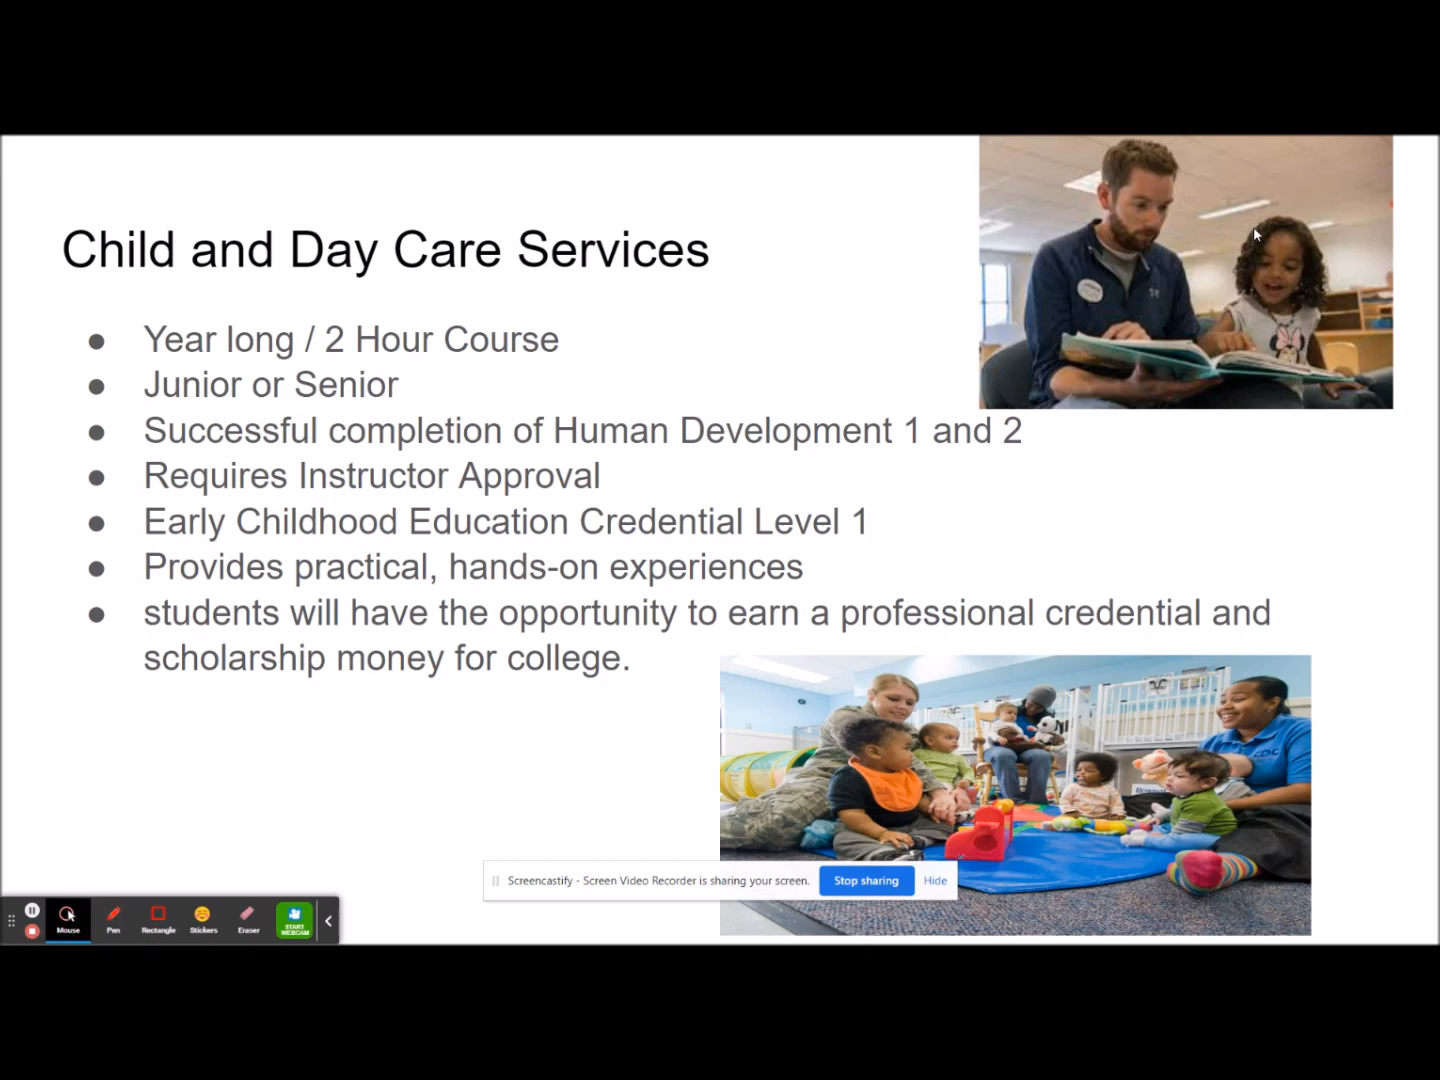 Child and Day Care Services
● Year long / 2 Hour Course
● Junior or Senior
● Successful completion of Human Development 1 and 2
● Requires Instructor Approval
● Early Childhood Education Credential Level 1
● Provides practical, hands-on experiences
● students will have the opportunity to earn a professional credential and
scholarship money for college.
Screencastify - Screen Video Recorder is sharing your screen. Stop sharing Hide
Mouse Pen Rectangle Stickers Eraser START
WEBCAM